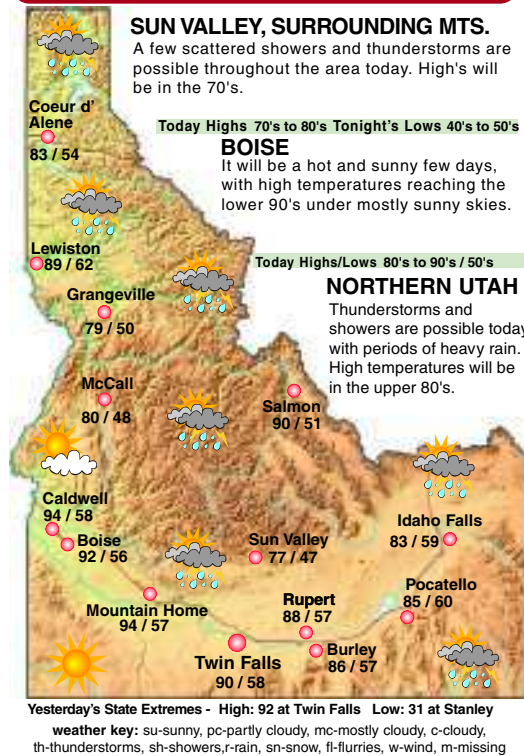 SUN VALLEY, SURROUNDING MTS.
A few scattered showers and thunderstorms are
possible throughout the area today. High's will
be in the 70's.
Today Highs 70's to 80's Tonight's Lows 40's to 50's
BOISE
It will be a hot and sunny few days,
with high temperatures reaching the
lower 90's under mostly sunny skies.
Today Highs/Lows 80's to 90's / 50's
NORTHERN UTAH
Thunderstorms and
showers are possible today
with periods of heavy rain.
High temperatures will be
in the upper 80's.
Coeur d'
Alene
83 / 54
Lewiston
89 / 62
Grangeville
79 / 50
McCall
80 / 48
Salmon
90 / 51
Caldwell
94 / 58
Boise
92 / 56
Sun Valley
77 / 47
Idaho Falls
83 / 59
Pocatello
85 / 60
Mountain Home
94 / 57
Rupert
88 / 57
Burley
86 / 57
Twin Falls
90 / 58
Yesterday's State Extremes - High: 92 at Twin Falls Low: 31 at Stanley
weather key: su-sunny, pc-partly cloudy, mc-mostly cloudy, c-cloudy,
th-thunderstorms, sh-showers,r-rain, sn-snow, fl-flurries, w-wind, m-missing